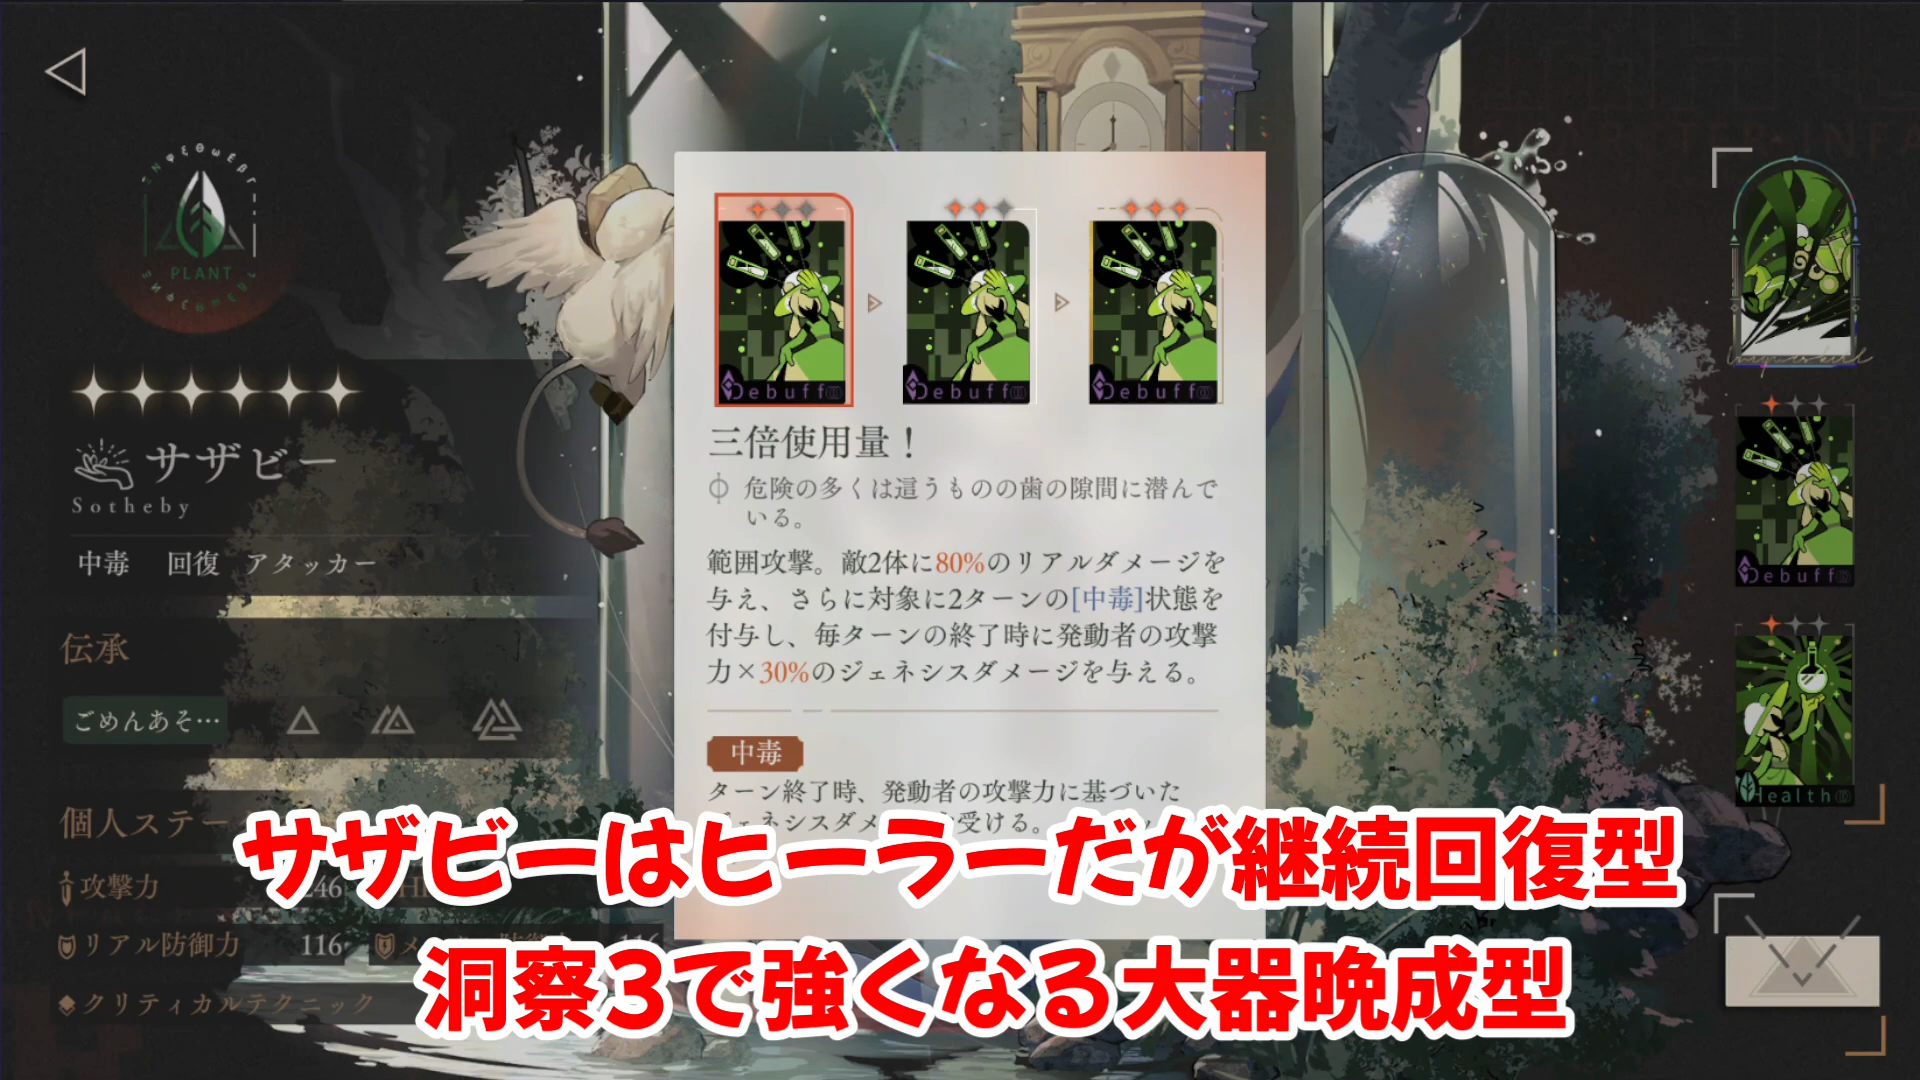 PLANT
サザビー
Sotheby
中毒 回復 アタッカー
伝承
ごめんあそ…
個人ステー
攻撃力 246
リアル防御力 116
クリティカルテクニック
Debuff
Debuff
Debuff
三倍使用量！
危険の多くは這うものの歯の隙間に潜んで
いる。
範囲攻撃。敵2体に80%のリアルダメージを
与え、さらに対象に2ターンの[中毒]状態を
付与し、毎ターンの終了時に発動者の攻撃
力×30%のジェネシスダメージを与える。
中毒
ターン終了時、発動者の攻撃力に基づいた
サザビーはヒーラーだが継続回復型
洞察3で強くなる大器晩成型
Debuff
Health